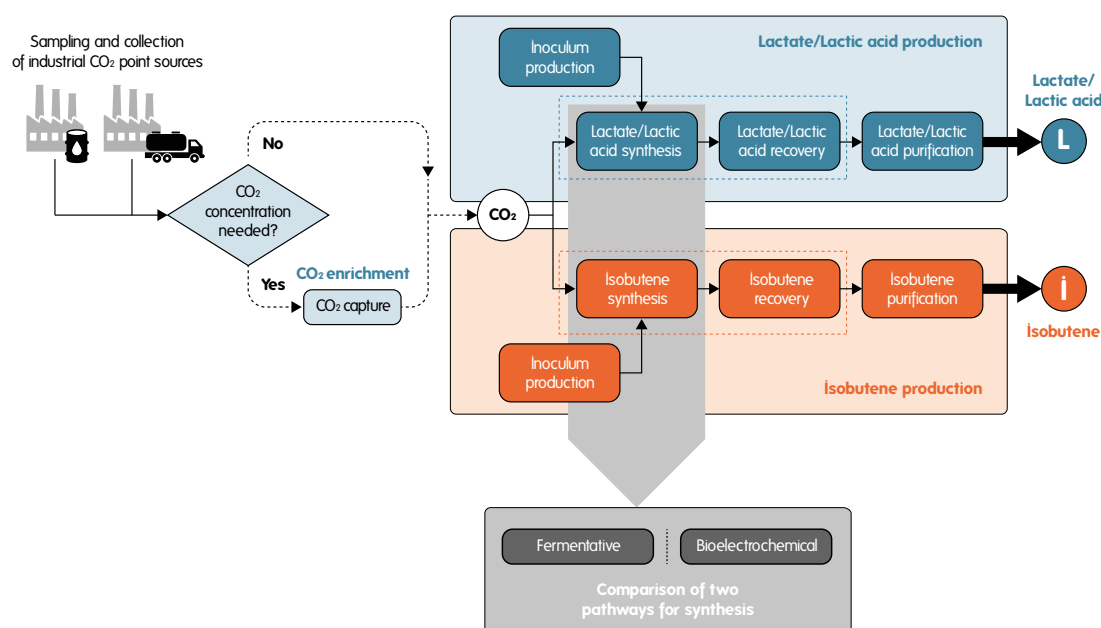 Sampling and collection
of industrial CO₂ point sources
No
CO₂
concentration
needed?
Yes
CO₂ enrichment
CO₂ capture
CO₂
Lactate/Lactic acid production
Inoculum
production
Lactate/Lactic
acid synthesis
Lactate/Lactic
acid recovery
Lactate/Lactic
acid purification
Lactate/
Lactic acid
L
İsobutene
synthesis
İsobutene
recovery
İsobutene
purification
İ
İsobutene
Inoculum
production
İsobutene production
Fermentative
Bioelectrochemical
Comparison of two
pathways for synthesis